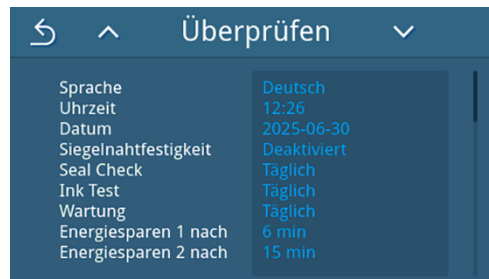 Überprüfen
Sprache Deutsch
Uhrzeit 12:26
Datum 2025-06-30
Siegelnahtfestigkeit Deaktiviert
Seal Check Täglich
Ink Test Täglich
Wartung Täglich
Energiesparen 1 nach 6 min
Energiesparen 2 nach 15 min